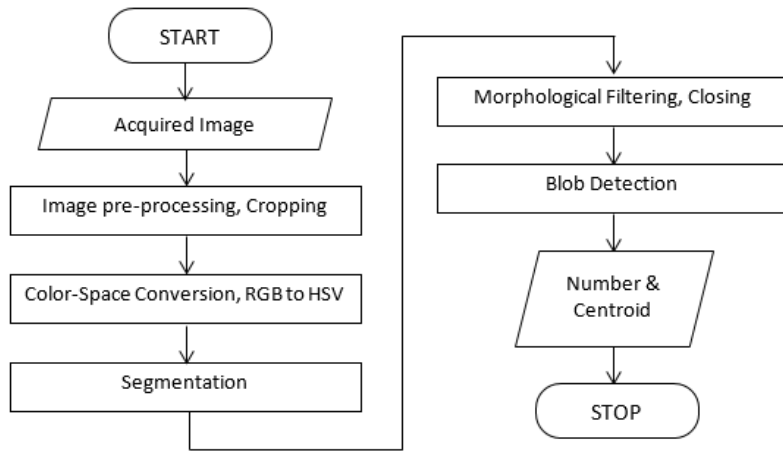 START
Acquired Image
Image pre-processing, Cropping
Color-Space Conversion, RGB to HSV
Segmentation
Morphological Filtering, Closing
Blob Detection
Number &
Centroid
STOP